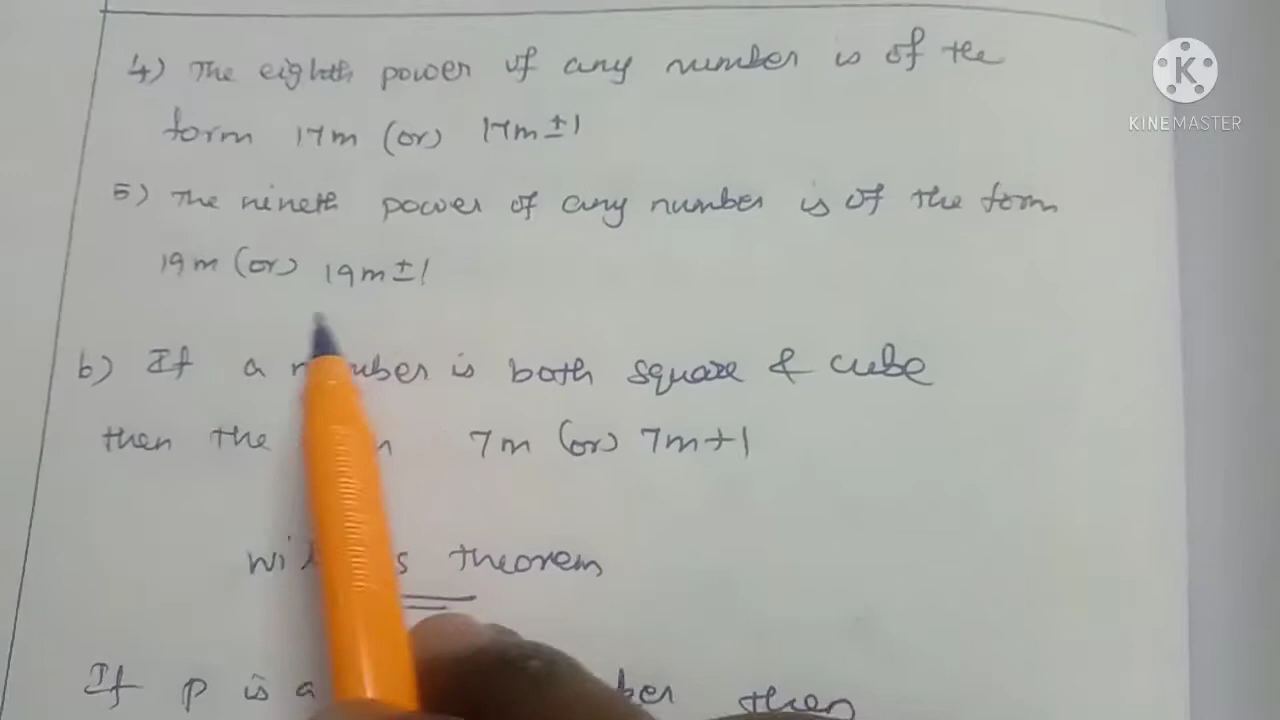 4) The eighth power of any number is of the
form 17m (or) 17m ± 1
5) The nineth power of any number is of the form
19m (or) 19m ± 1
b) If a number is both square & cube
then the 7m (or) 7m+1
theorem
If p is a then
K
KINEMASTER